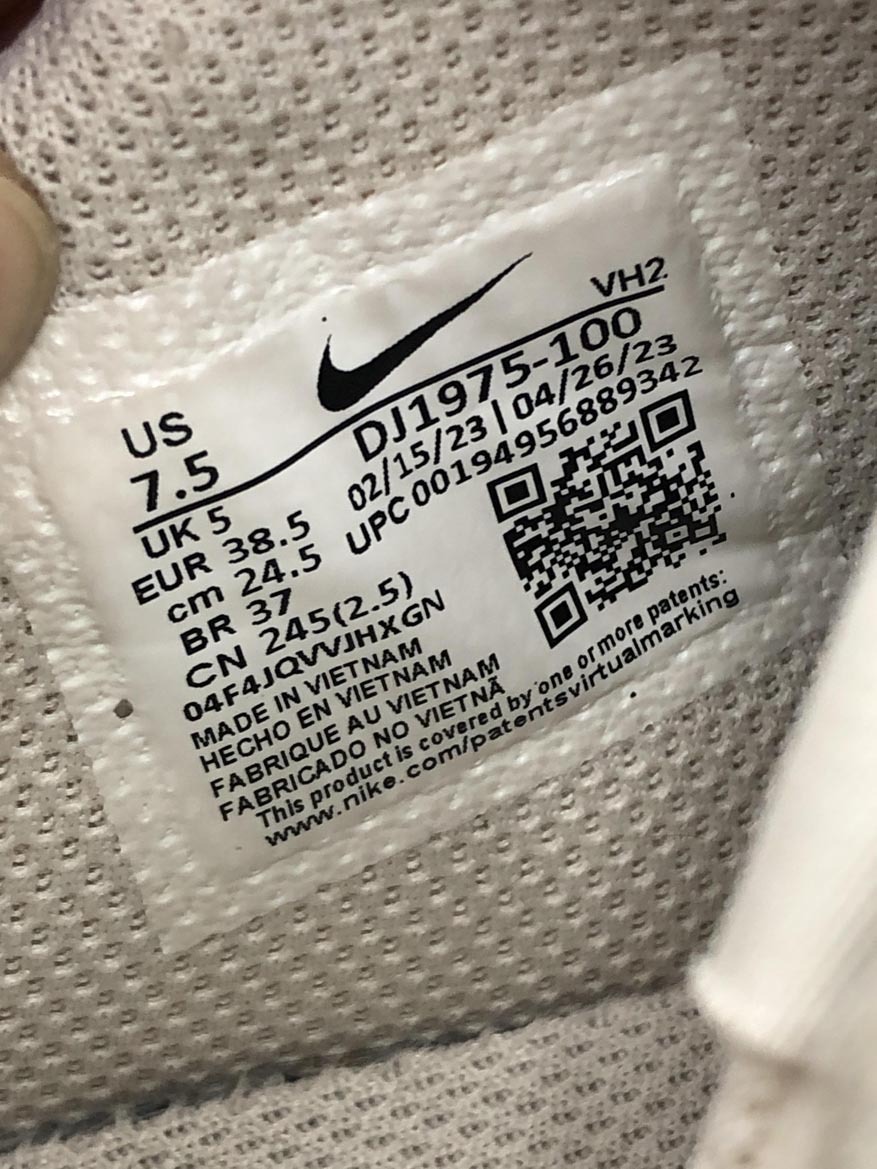 VH2
US
7.5
DJ1975-100
02/15/23 | 04/26/23
UPC 00194956889342
UK 5
EUR 38.5
cm 24.5
BR 37
CN 245(2.5)
04F4JQVVJHXGN
MADE IN VIETNAM
HECHO EN VIETNAM
FABRIQUE AU VIETNAM
FABRICADO NO VIETNÃ
This product is covered by one or more patents:
www.nike.com/patentsvirtualmarking